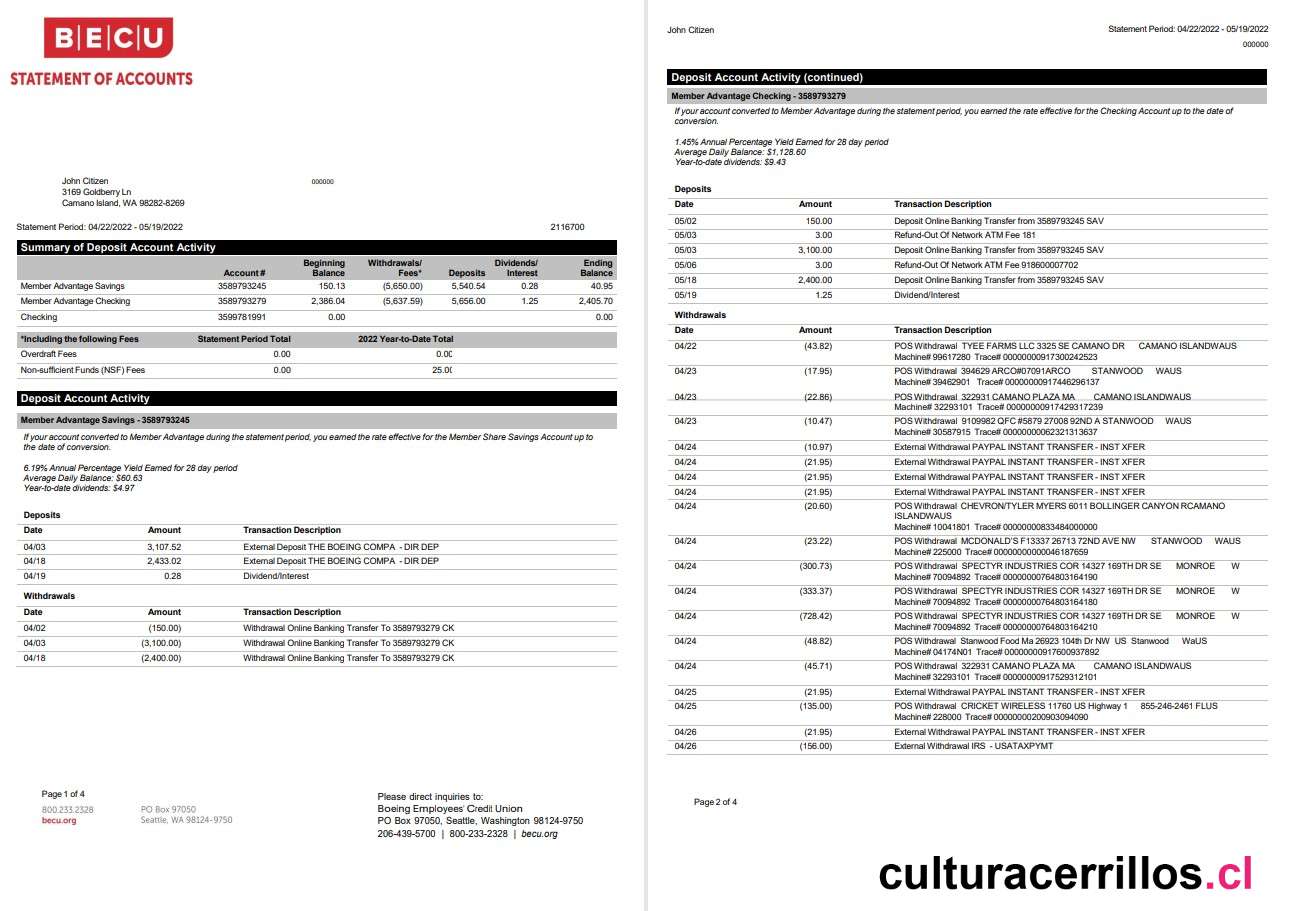 BECU
STATEMENT OF ACCOUNTS
John Citizen 000000
3169 Goldberry Ln
Camano Island, WA 98282-8269
Statement Period: 04/22/2022 - 05/19/2022 2116700
Summary of Deposit Account Activity
Beginning Withdrawals/ Dividends/ Ending
Account # Balance Fees* Deposits Interest Balance
Member Advantage Savings 3589793245 150.13 (5,650.00) 5,540.54 0.28 40.95
Member Advantage Checking 3589793279 2,386.04 (5,637.59) 5,656.00 1.25 2,405.70
Checking 3599781991 0.00 0.00
*Including the following Fees Statement Period Total 2022 Year-to-Date Total
Overdraft Fees 0.00 0.00
Non-sufficient Funds (NSF) Fees 0.00 25.00
Deposit Account Activity
Member Advantage Savings - 3589793245
If your account converted to Member Advantage during the statement period, you earned the rate effective for the Member Share Savings Account up to
the date of conversion.
6.19% Annual Percentage Yield Earned for 28 day period
Average Daily Balance: $60.63
Year-to-date dividends: $4.97
Deposits
Date Amount Transaction Description
04/03 3,107.52 External Deposit THE BOEING COMPA - DIR DEP
04/18 2,433.02 External Deposit THE BOEING COMPA - DIR DEP
04/19 0.28 Dividend/Interest
Withdrawals
Date Amount Transaction Description
04/02 (150.00) Withdrawal Online Banking Transfer To 3589793279 CK
04/03 (3,100.00) Withdrawal Online Banking Transfer To 3589793279 CK
04/18 (2,400.00) Withdrawal Online Banking Transfer To 3589793279 CK
Page 1 of 4
800.233.2328 PO Box 97050
becu.org Seattle, WA 98124-9750
Please direct inquiries to:
Boeing Employees' Credit Union
PO Box 97050, Seattle, Washington 98124-9750
206-439-5700 | 800-233-2328 | becu.org
John Citizen Statement Period: 04/22/2022 - 05/19/2022
000000
Deposit Account Activity (continued)
Member Advantage Checking - 3589793279
If your account converted to Member Advantage during the statement period, you earned the rate effective for the Checking Account up to the date of
conversion.
1.45% Annual Percentage Yield Earned for 28 day period
Average Daily Balance: $1,128.60
Year-to-date dividends: $9.43
Deposits
Date Amount Transaction Description
05/02 150.00 Deposit Online Banking Transfer from 3589793245 SAV
05/03 3.00 Refund-Out Of Network ATM Fee 181
05/03 3,100.00 Deposit Online Banking Transfer from 3589793245 SAV
05/06 3.00 Refund-Out Of Network ATM Fee 918600007702
05/18 2,400.00 Deposit Online Banking Transfer from 3589793245 SAV
05/19 1.25 Dividend/Interest
Withdrawals
Date Amount Transaction Description
04/22 (43.82) POS Withdrawal TYEE FARMS LLC 3325 SE CAMANO DR CAMANO ISLANDWAUS
Machine# 99617280 Trace# 00000000917300242523
04/23 (17.95) POS Withdrawal 394629 ARCO#07091ARCO STANWOOD WAUS
Machine# 39462901 Trace# 00000000917446296137
04/23 (22.86) POS Withdrawal 322931 CAMANO PLAZA MA CAMANO ISLANDWAUS
Machine# 32293101 Trace# 00000000917429317239
04/23 (10.47) POS Withdrawal 9109982 QFC #5879 27008 92ND A STANWOOD WAUS
Machine# 30587915 Trace# 00000000062321313637
04/24 (10.97) External Withdrawal PAYPAL INSTANT TRANSFER - INST XFER
04/24 (21.95) External Withdrawal PAYPAL INSTANT TRANSFER - INST XFER
04/24 (21.95) External Withdrawal PAYPAL INSTANT TRANSFER - INST XFER
04/24 (21.95) External Withdrawal PAYPAL INSTANT TRANSFER - INST XFER
04/24 (20.60) POS Withdrawal CHEVRON/TYLER MYERS 6011 BOLLINGER CANYON RCAMANO
ISLANDWAUS
Machine# 10041801 Trace# 00000000833484000000
04/24 (23.22) POS Withdrawal MCDONALD'S F13337 26713 72ND AVE NW STANWOOD WAUS
Machine# 225000 Trace# 00000000000046187659
04/24 (300.73) POS Withdrawal SPECTYR INDUSTRIES COR 14327 169TH DR SE MONROE W
Machine# 70094892 Trace# 00000000764803164190
04/24 (333.37) POS Withdrawal SPECTYR INDUSTRIES COR 14327 169TH DR SE MONROE W
Machine# 70094892 Trace# 00000000764803164180
04/24 (728.42) POS Withdrawal SPECTYR INDUSTRIES COR 14327 169TH DR SE MONROE W
Machine# 70094892 Trace# 00000000764803164210
04/24 (48.82) POS Withdrawal Stanwood Food Ma 26923 104th Dr NW US Stanwood WaUS
Machine# 04174N01 Trace# 00000000917600937892
04/24 (45.71) POS Withdrawal 322931 CAMANO PLAZA MA CAMANO ISLANDWAUS
Machine# 32293101 Trace# 00000000917529312101
04/25 (21.95) External Withdrawal PAYPAL INSTANT TRANSFER - INST XFER
04/25 (135.00) POS Withdrawal CRICKET WIRELESS 11760 US Highway 1 855-246-2461 FLUS
Machine# 228000 Trace# 00000000200903094090
04/26 (21.95) External Withdrawal PAYPAL INSTANT TRANSFER - INST XFER
04/26 (156.00) External Withdrawal IRS - USATAXPYMT
Page 2 of 4
culturacerrillos.cl